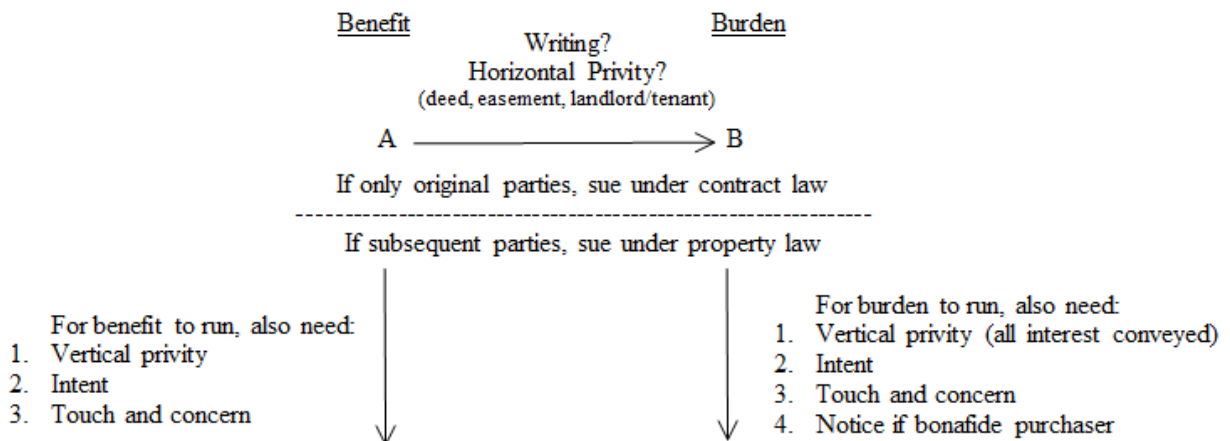 Benefit
Burden
Writing?
Horizontal Privity?
(deed, easement, landlord/tenant)
A
B
If only original parties, sue under contract law
If subsequent parties, sue under property law
For benefit to run, also need:
1. Vertical privity
2. Intent
3. Touch and concern
For burden to run, also need:
1. Vertical privity (all interest conveyed)
2. Intent
3. Touch and concern
4. Notice if bonafide purchaser